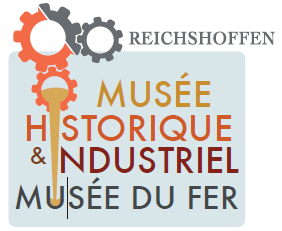 REICHSHOFFEN
MUSÉE
HISTORIQUE
& INDUSTRIEL
MUSÉE DU FER